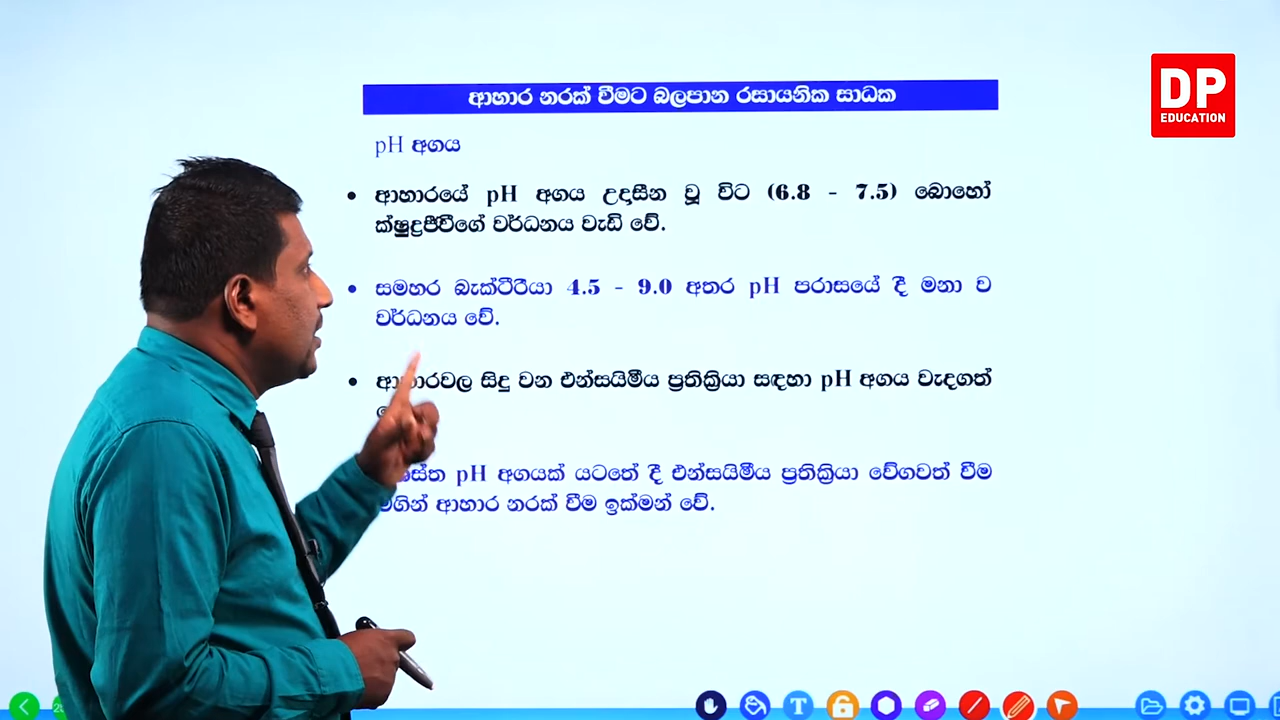 DP
EDUCATION
ආහාර නරක් වීමට බලපාන රසායනික සාධක
pH අගය
• ආහාරයේ pH අගය උදාසීන වූ විට (6.8 - 7.5) බොහෝ
ක්ෂුද්‍රජීවීගේ වර්ධනය වැඩි වේ.
• සමහර බැක්ටීරියා 4.5 - 9.0 අතර pH පරාසයේ දී මනා ව
වර්ධනය වේ.
• ආහාරවල සිදු වන එන්සයිමීය ප්‍රතික්‍රියා සඳහා pH අගය වැදගත්
pH අගයක් යටතේ දී එන්සයිමීය ප්‍රතික්‍රියා වේගවත් වීම
මගින් ආහාර නරක් වීම ඉක්මන් වේ.